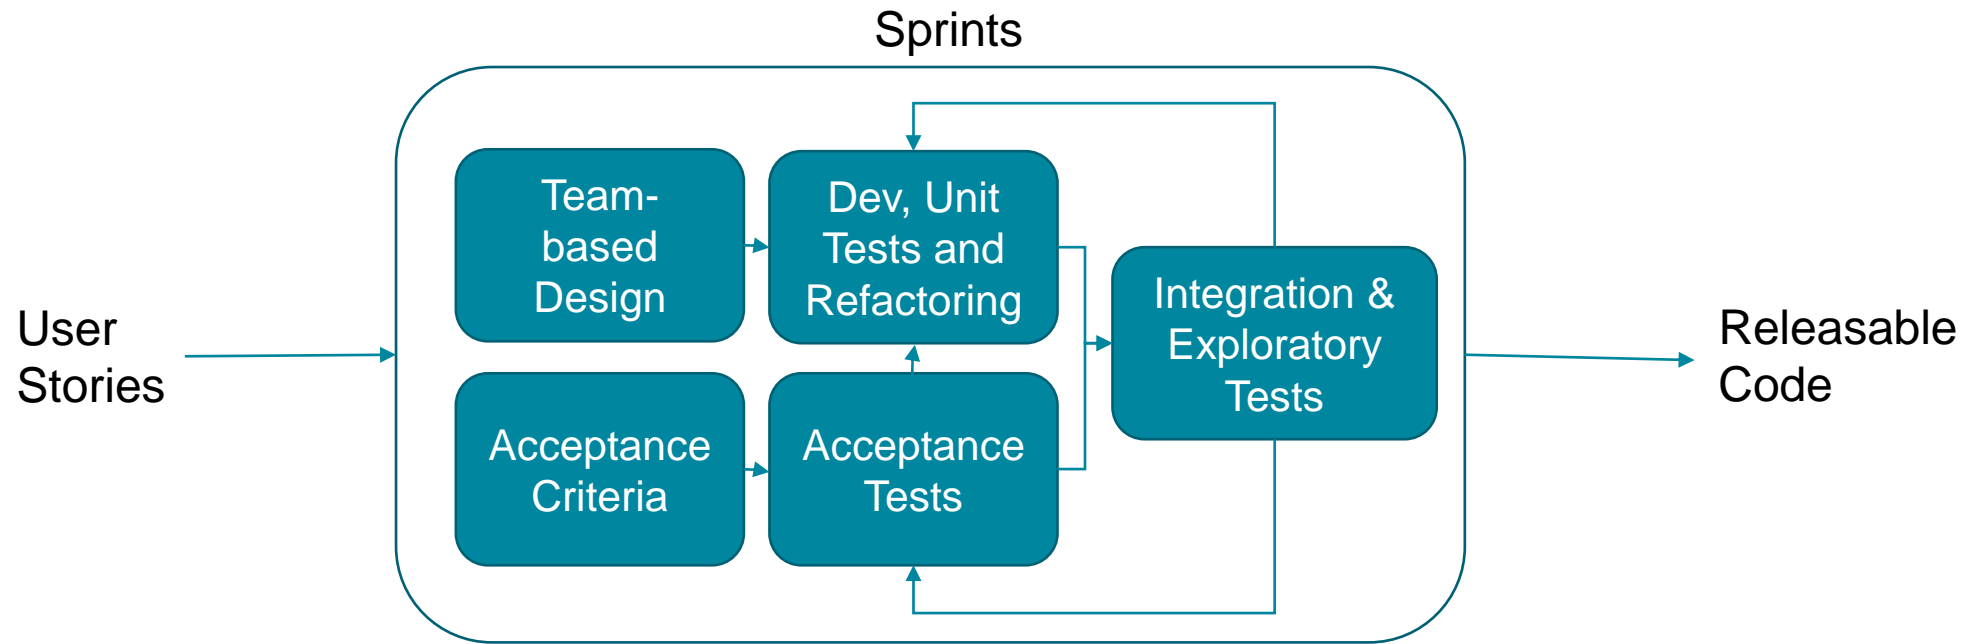 Sprints
User
Stories
Team-
based
Design
Dev, Unit
Tests and
Refactoring
Acceptance
Criteria
Acceptance
Tests
Integration &
Exploratory
Tests
Releasable
Code